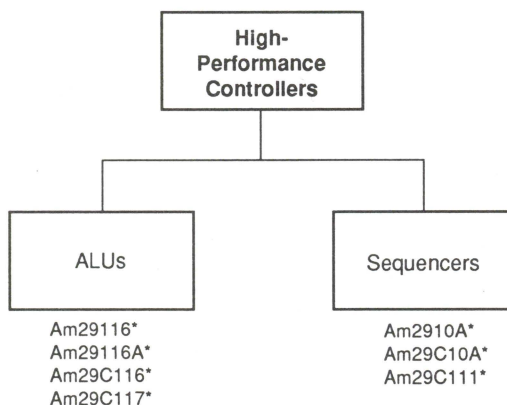 High-
Performance
Controllers
ALUs
Sequencers
Am29116*
Am29116A*
Am29C116*
Am29C117*
Am2910A*
Am29C10A*
Am29C111*